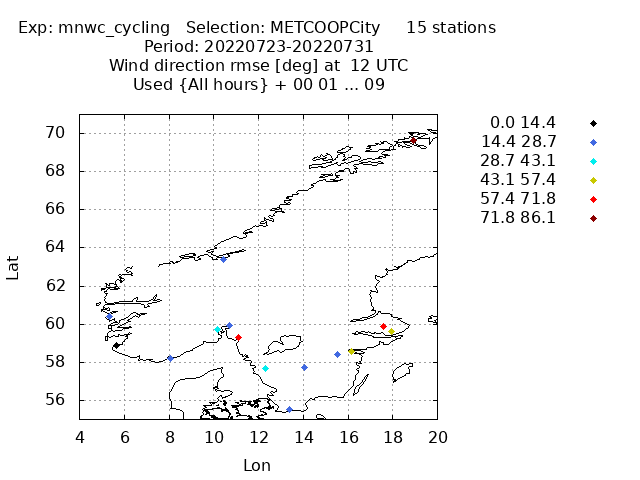 Exp: mnwc_cycling   Selection: METCOOPCity     15 stations
Period: 20220723-20220731
Wind direction rmse [deg] at  12 UTC
Used {All hours} + 00 01 ... 09
0.0 14.4
14.4 28.7
28.7 43.1
43.1 57.4
57.4 71.8
71.8 86.1
Lat
70
68
66
64
62
60
58
56
4 6 8 10 12 14 16 18 20
Lon